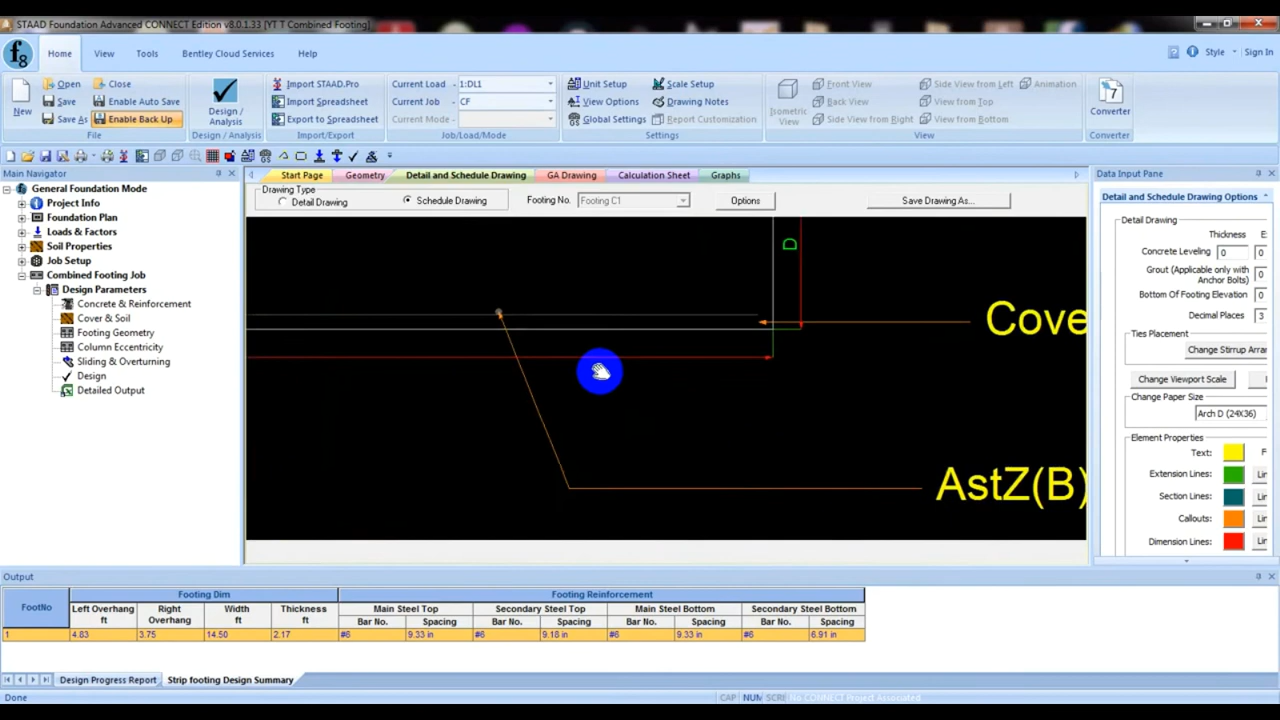 STAAD Foundation Advanced CONNECT Edition v8.0.1.33 [YT T Combined Footing]
Home View Tools Bentley Cloud Services Help Style Sign In
Open Close Import STAAD.Pro Current Load - 1:DL1 Unit Setup Scale Setup Front View Side View from Left Animation
Save Enable Auto Save Import Spreadsheet Current Job - CF View Options Drawing Notes Back View View from Top
New Save As Enable Back Up Design / Analysis Export to Spreadsheet Current Mode - Global Settings Report Customization Isometric View Side View from Right View from Bottom Converter
File Design / Analysis Import/Export Job/Load/Mode Settings View Converter
Main Navigator
General Foundation Mode
Project Info
Foundation Plan
Loads & Factors
Soil Properties
Job Setup
Combined Footing Job
Design Parameters
Concrete & Reinforcement
Cover & Soil
Footing Geometry
Column Eccentricity
Sliding & Overturning
Design
Detailed Output
Start Page Geometry Detail and Schedule Drawing GA Drawing Calculation Sheet Graphs
Drawing Type
Detail Drawing Schedule Drawing Footing No. Footing C1 Options Save Drawing As...
D
Cove
AstZ(B)
Data Input Pane
Detail and Schedule Drawing Options
Detail Drawing
Thickness E
Concrete Leveling 0 0
Grout (Applicable only with Anchor Bolts) 0
Bottom Of Footing Elevation 0
Decimal Places 3
Ties Placement
Change Stirrup Arrar
Change Viewport Scale
Change Paper Size
Arch D (24X36)
Element Properties
Text: F
Extension Lines: Lir
Section Lines: Lir
Callouts: Lir
Dimension Lines: Lir
Output
FootNo Footing Dim Footing Reinforcement
Left Overhang ft Right Overhang Width ft Thickness ft Main Steel Top Secondary Steel Top Main Steel Bottom Secondary Steel Bottom
Bar No. Spacing Bar No. Spacing Bar No. Spacing Bar No. Spacing
1 4.83 3.75 14.50 2.17 #6 9.33 in #6 9.18 in #6 9.33 in #6 6.91 in
Design Progress Report Strip footing Design Summary
Done CAP NUM SCRL No CONNECT Project Associated